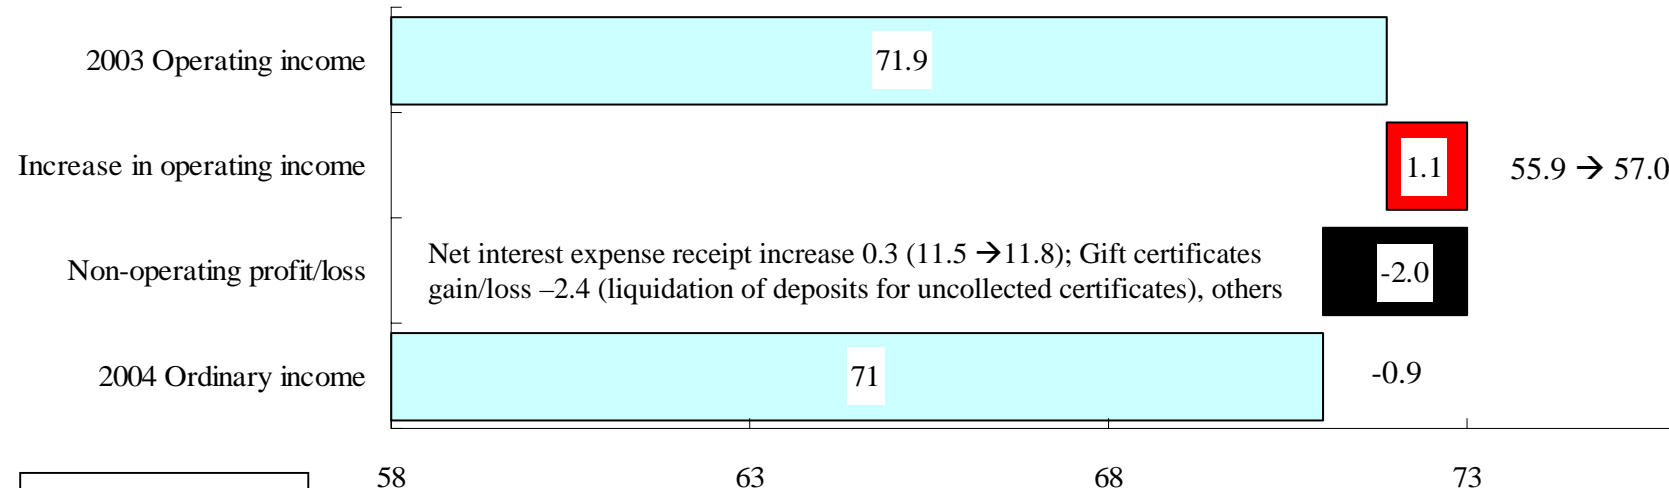 2003 Operating income
71.9
Increase in operating income
1.1
55.9 → 57.0
Non-operating profit/loss
Net interest expense receipt increase 0.3 (11.5 →11.8); Gift certificates
gain/loss –2.4 (liquidation of deposits for uncollected certificates), others
-2.0
2004 Ordinary income
71
-0.9
58
63
68
73